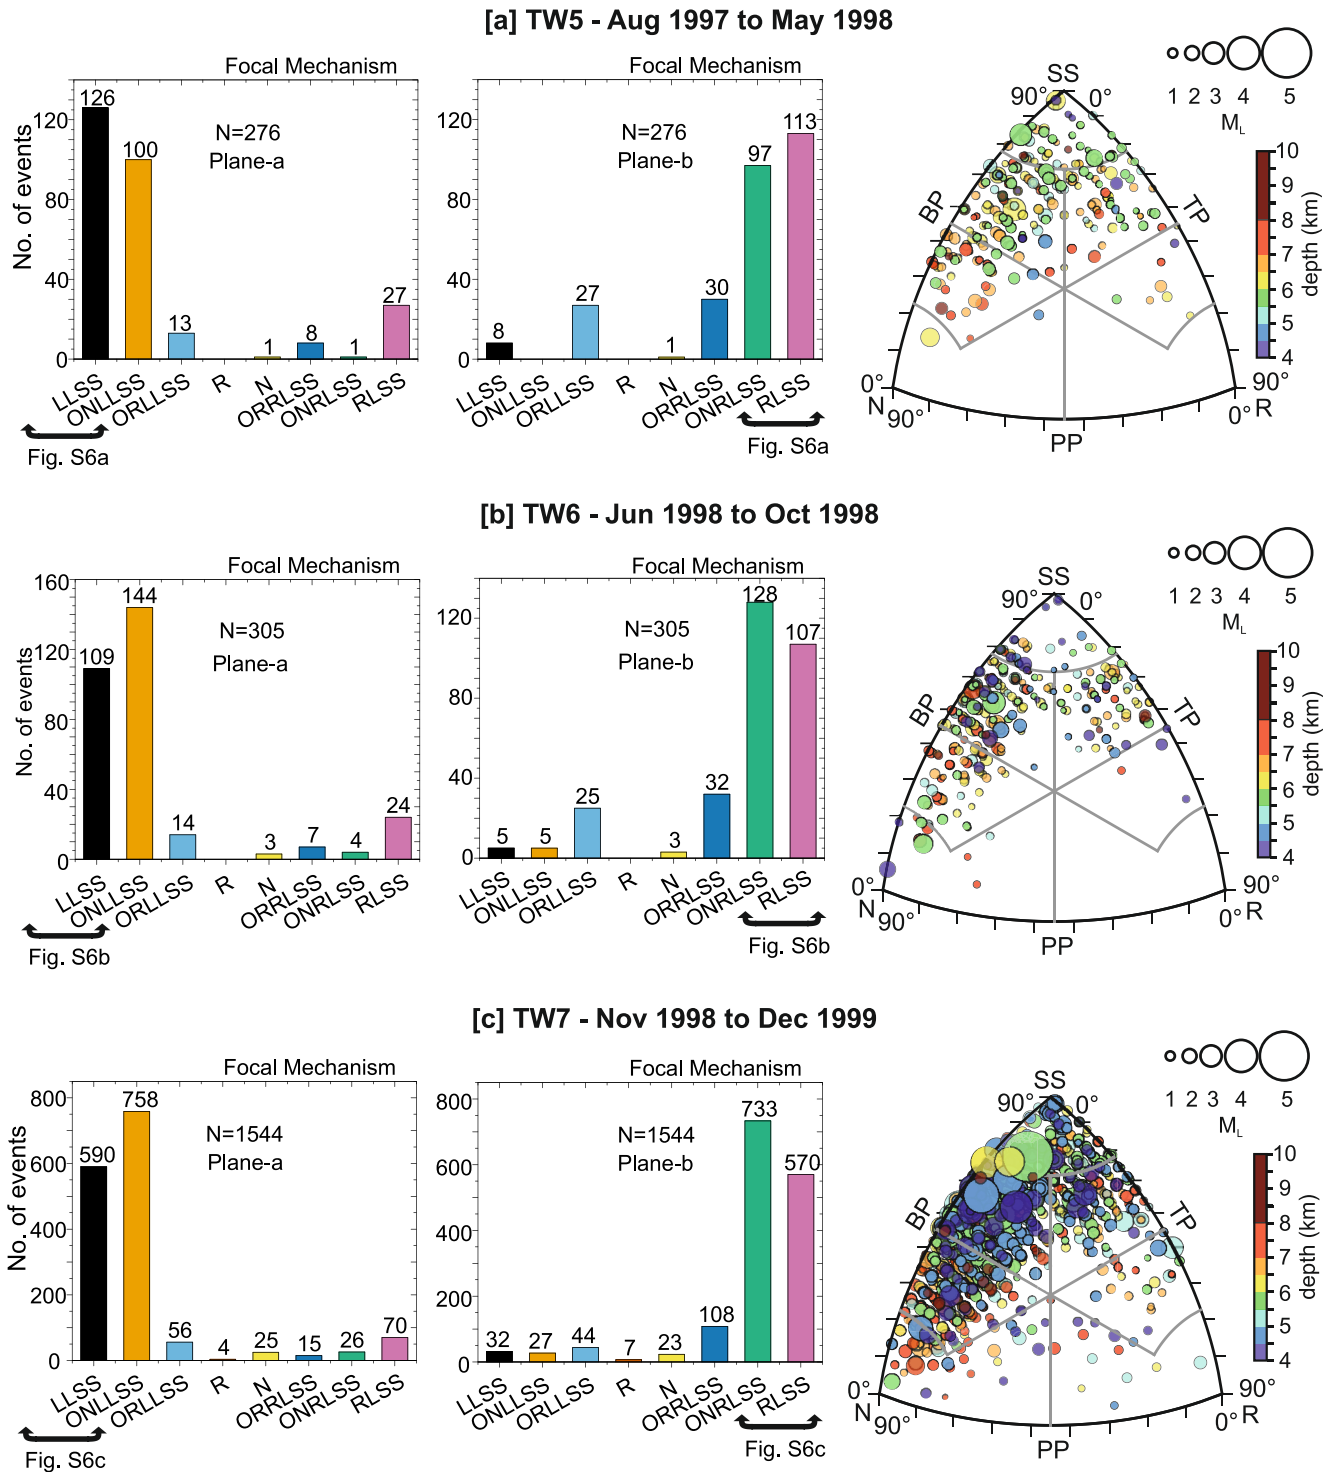 [a] TW5 - Aug 1997 to May 1998
Focal Mechanism
No. of events
120
80
40
0
126
100
13
1
8
1
27
N=276
Plane-a
LLSS
ONLLSS
ORLLSS
R
N
ORRLSS
ONRLSS
RLSS
Fig. S6a
Focal Mechanism
120
80
40
0
8
27
1
30
97
113
N=276
Plane-b
LLSS
ONLLSS
ORLLSS
R
N
ORRLSS
ONRLSS
RLSS
Fig. S6a
SS
90°
0°
BP
TP
0°
N
90°
PP
90°
0°
R
1 2 3 4 5
M_L
10
9
8
7
6
5
4
depth (km)
[b] TW6 - Jun 1998 to Oct 1998
Focal Mechanism
No. of events
160
120
80
40
0
109
144
14
3
7
4
24
N=305
Plane-a
LLSS
ONLLSS
ORLLSS
R
N
ORRLSS
ONRLSS
RLSS
Fig. S6b
Focal Mechanism
120
80
40
0
5
5
25
3
32
128
107
N=305
Plane-b
LLSS
ONLLSS
ORLLSS
R
N
ORRLSS
ONRLSS
RLSS
Fig. S6b
SS
90°
0°
BP
TP
0°
N
90°
PP
90°
0°
R
1 2 3 4 5
M_L
10
9
8
7
6
5
4
depth (km)
[c] TW7 - Nov 1998 to Dec 1999
Focal Mechanism
No. of events
800
600
400
200
0
590
758
56
4
25
15
26
70
N=1544
Plane-a
LLSS
ONLLSS
ORLLSS
R
N
ORRLSS
ONRLSS
RLSS
Fig. S6c
Focal Mechanism
800
600
400
200
0
32
27
44
7
23
108
733
570
N=1544
Plane-b
LLSS
ONLLSS
ORLLSS
R
N
ORRLSS
ONRLSS
RLSS
Fig. S6c
SS
90°
0°
BP
TP
0°
N
90°
PP
90°
0°
R
1 2 3 4 5
M_L
10
9
8
7
6
5
4
depth (km)